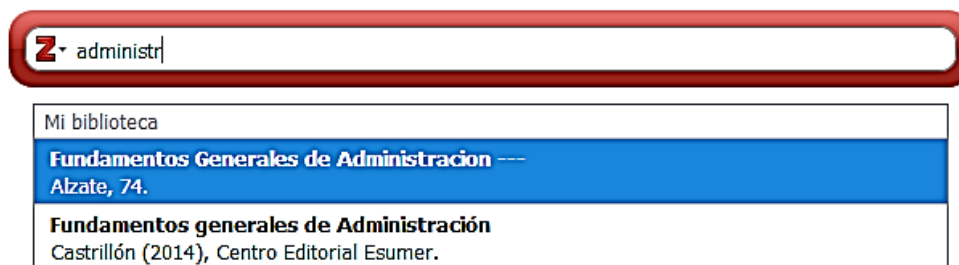 Z administr
Mi biblioteca
Fundamentos Generales de Administracion ---
Alzate, 74.
Fundamentos generales de Administración
Castrillón (2014), Centro Editorial Esumer.